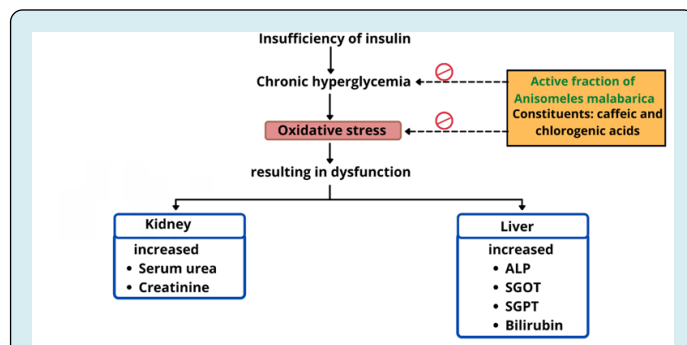 Insufficiency of insulin
Chronic hyperglycemia
Active fraction of
Anisomeles malabarica
Constituents: caffeic and
chlorogenic acids
Oxidative stress
resulting in dysfunction
Kidney
increased
• Serum urea
• Creatinine
Liver
increased
• ALP
• SGOT
• SGPT
• Bilirubin